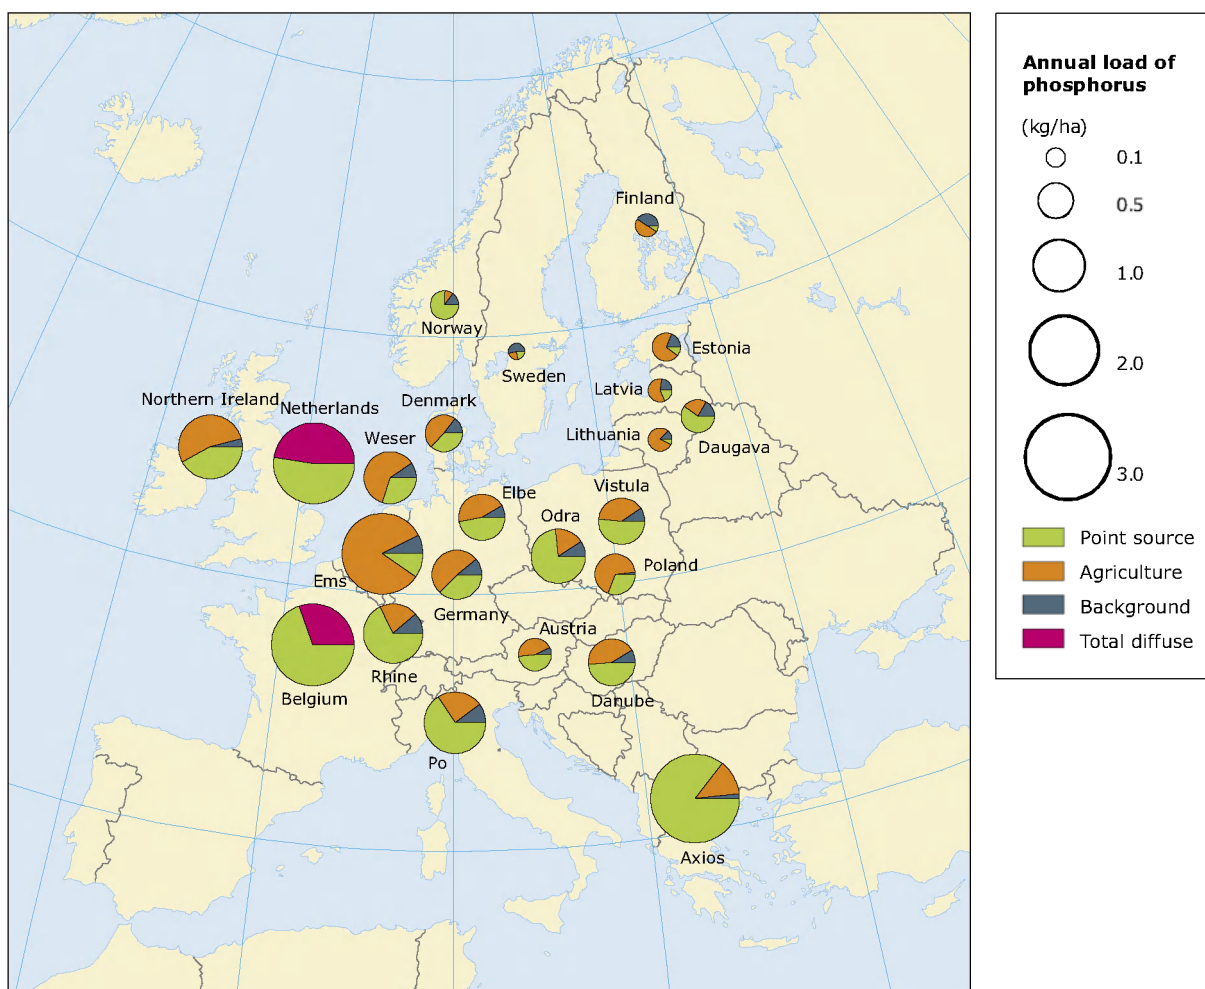 Finland
Norway
Sweden
Estonia
Latvia
Lithuania
Daugava
Northern Ireland
Netherlands
Denmark
Weser
Elbe
Vistula
Odra
Ems
Germany
Poland
Austria
Belgium
Rhine
Danube
Po
Axios
Annual load of
phosphorus
(kg/ha)
0.1
0.5
1.0
2.0
3.0
Point source
Agriculture
Background
Total diffuse